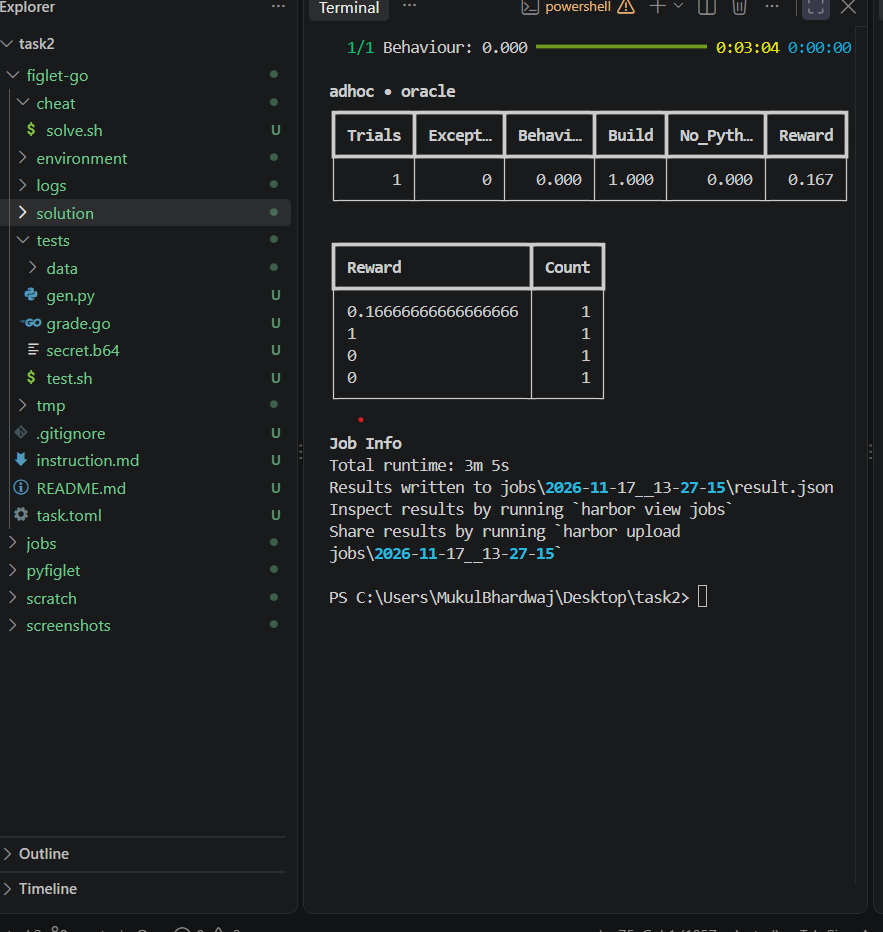 Explorer
task2
figlet-go
cheat
$ solve.sh U
environment
logs
solution
tests
data
gen.py U
GO grade.go U
secret.b64 U
$ test.sh U
tmp
.gitignore U
instruction.md U
README.md U
task.toml U
jobs
pyfiglet
scratch
screenshots
Outline
Timeline
Terminal ··· powershell
1/1 Behaviour: 0.000 0:03:04 0:00:00
adhoc • oracle
Trials Except… Behavi… Build No_Pyth… Reward
1 0 0.000 1.000 0.000 0.167
Reward Count
0.16666666666666666 1
1 1
0 1
0 1
Job Info
Total runtime: 3m 5s
Results written to jobs\2026-11-17__13-27-15\result.json
Inspect results by running `harbor view jobs`
Share results by running `harbor upload
jobs\2026-11-17__13-27-15`
PS C:\Users\MukulBhardwaj\Desktop\task2>